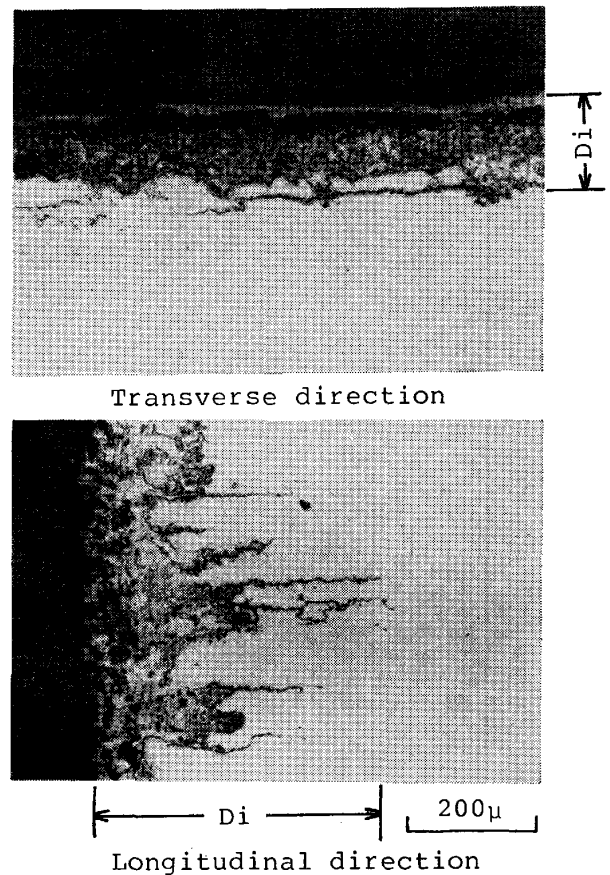 Di
Transverse direction
Di
200μ
Longitudinal direction